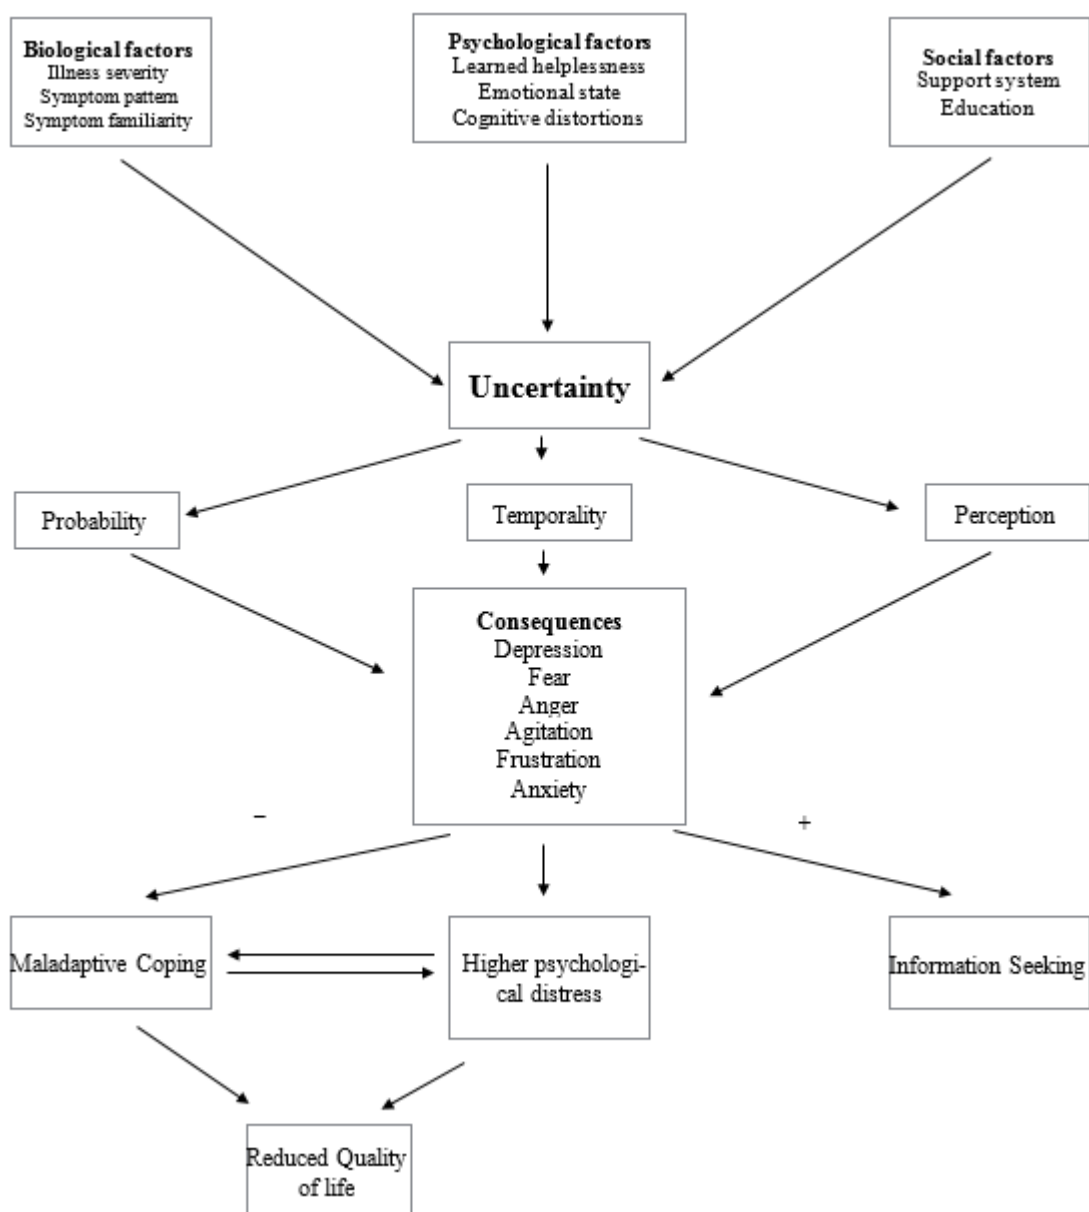 Biological factors
Illness severity
Symptom pattern
Symptom familiarity
Psychological factors
Learned helplessness
Emotional state
Cognitive distortions
Social factors
Support system
Education
Uncertainty
Probability
Temporality
Perception
Consequences
Depression
Fear
Anger
Agitation
Frustration
Anxiety
–
+
Maladaptive Coping
Higher psychologi-
cal distress
Information Seeking
Reduced Quality
of life